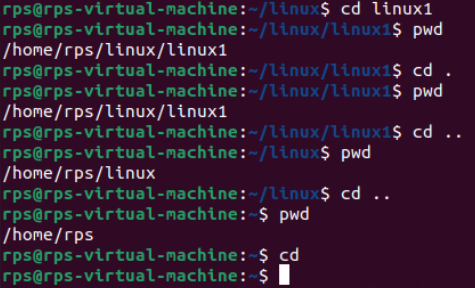 rps@rps-virtual-machine:~/linux$ cd linux1
rps@rps-virtual-machine:~/linux/linux1$ pwd
/home/rps/linux/linux1
rps@rps-virtual-machine:~/linux/linux1$ cd .
rps@rps-virtual-machine:~/linux/linux1$ pwd
/home/rps/linux/linux1
rps@rps-virtual-machine:~/linux/linux1$ cd ..
rps@rps-virtual-machine:~/linux$ pwd
/home/rps/linux
rps@rps-virtual-machine:~/linux$ cd ..
rps@rps-virtual-machine:~$ pwd
/home/rps
rps@rps-virtual-machine:~$ cd
rps@rps-virtual-machine:~$